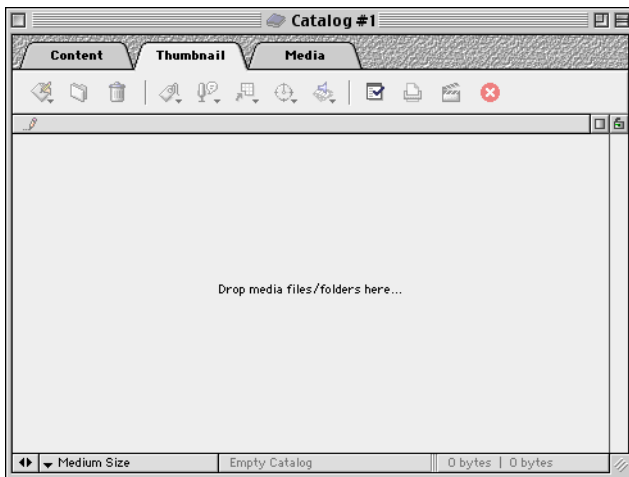 Catalog #1
Content Thumbnail Media
Drop media files/folders here...
Medium Size Empty Catalog 0 bytes | 0 bytes